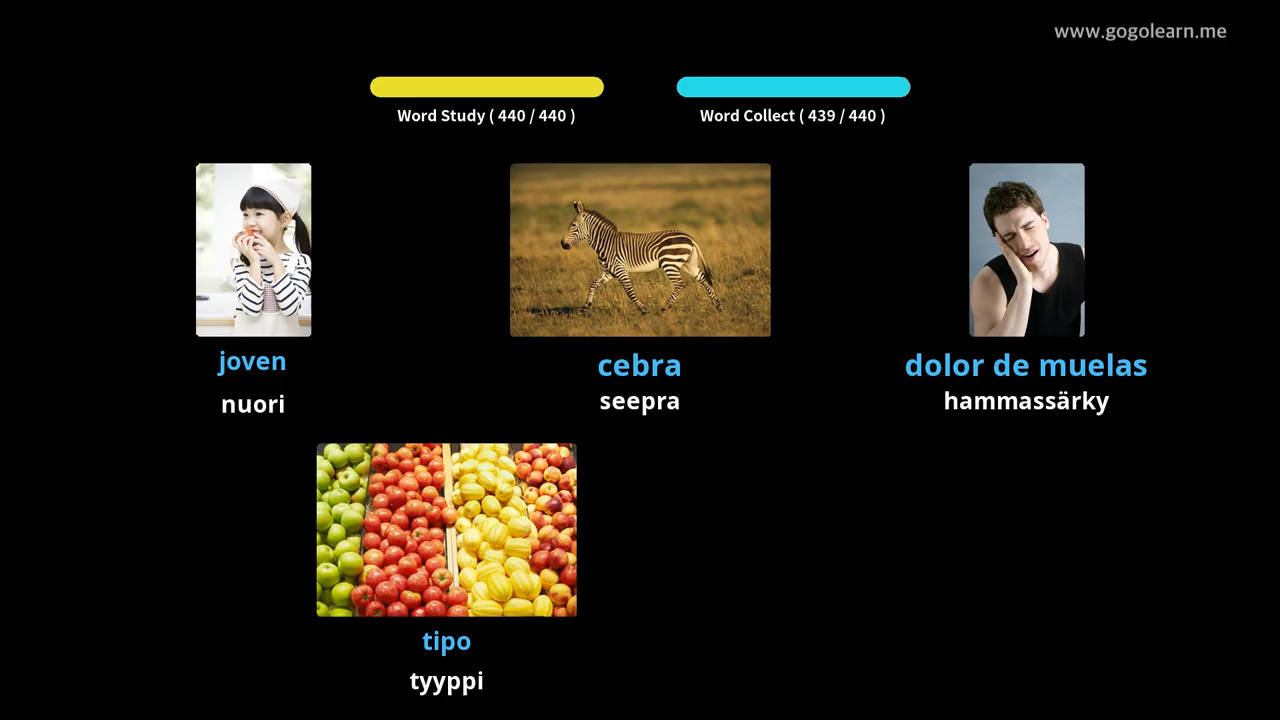 www.gogolearn.me
Word Study ( 440 / 440 )
Word Collect ( 439 / 440 )
joven
nuori
cebra
seepra
dolor de muelas
hammassärky
tipo
tyyppi